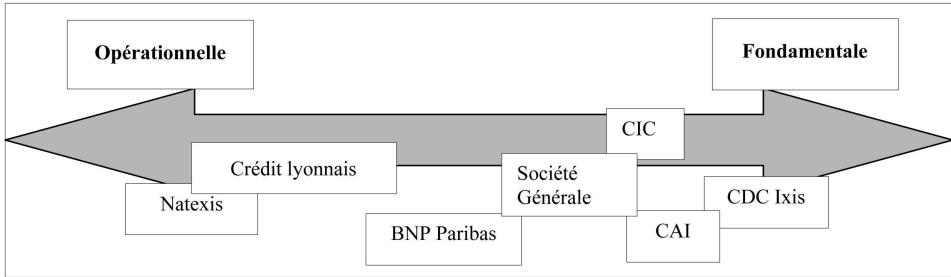 Opérationnelle
Fondamentale
CIC
Crédit lyonnais
Société
Générale
Natexis
CDC Ixis
BNP Paribas
CAI